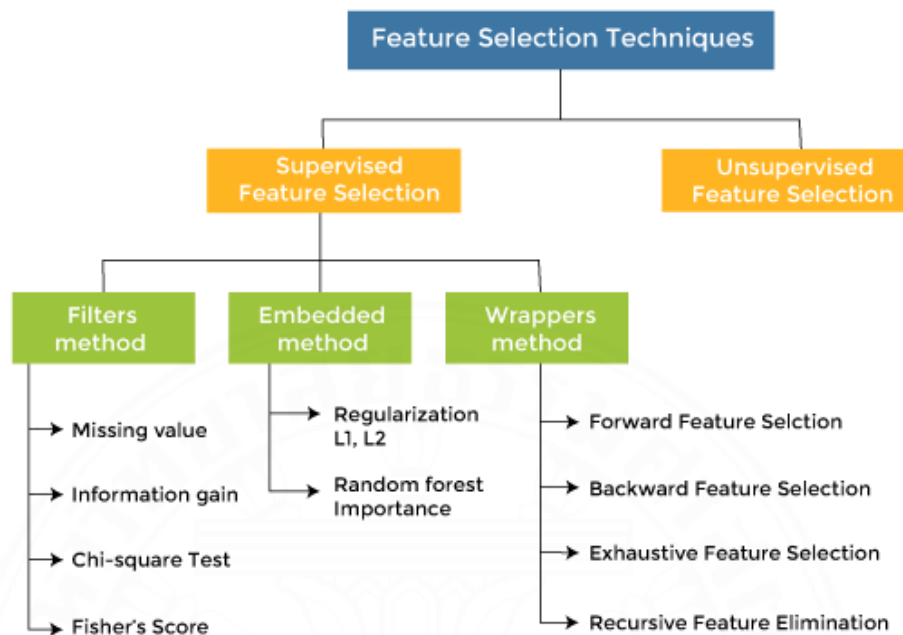 Feature Selection Techniques
Supervised
Feature Selection
Unsupervised
Feature Selection
Filters
method
Embedded
method
Wrappers
method
Missing value
Information gain
Chi-square Test
Fisher's Score
Regularization
L1, L2
Random forest
Importance
Forward Feature Selction
Backward Feature Selection
Exhaustive Feature Selection
Recursive Feature Elimination